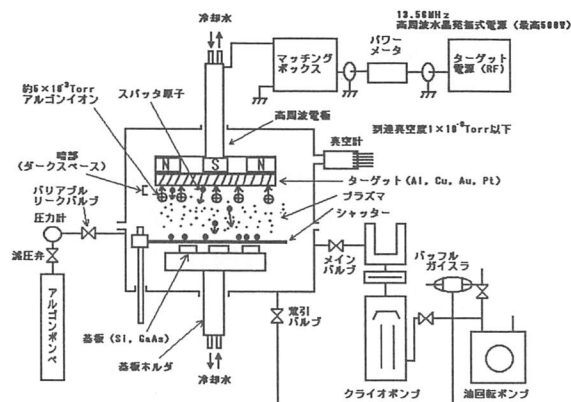 冷却水
13.56MHz
高周波水晶発振式電源 (最高500W)
マッチング
ボックス
パワー
メータ
ターゲット
電源 (RF)
約5×10⁻³Torr
アルゴンイオン
スパッタ原子
高周波電極
到達真空度1×10⁻⁶Torr以下
真空計
暗部
(ダークスペース)
N
S
N
ターゲット (Al, Cu, Au, Pt)
バリアブル
リークバルブ
プラズマ
シャッター
圧力計
減圧弁
メイン
バルブ
バッフル
ガイスラ
アルゴンボンベ
荒引
バルブ
基板 (Si, GaAs)
基板ホルダ
冷却水
クライオポンプ
油回転ポンプ